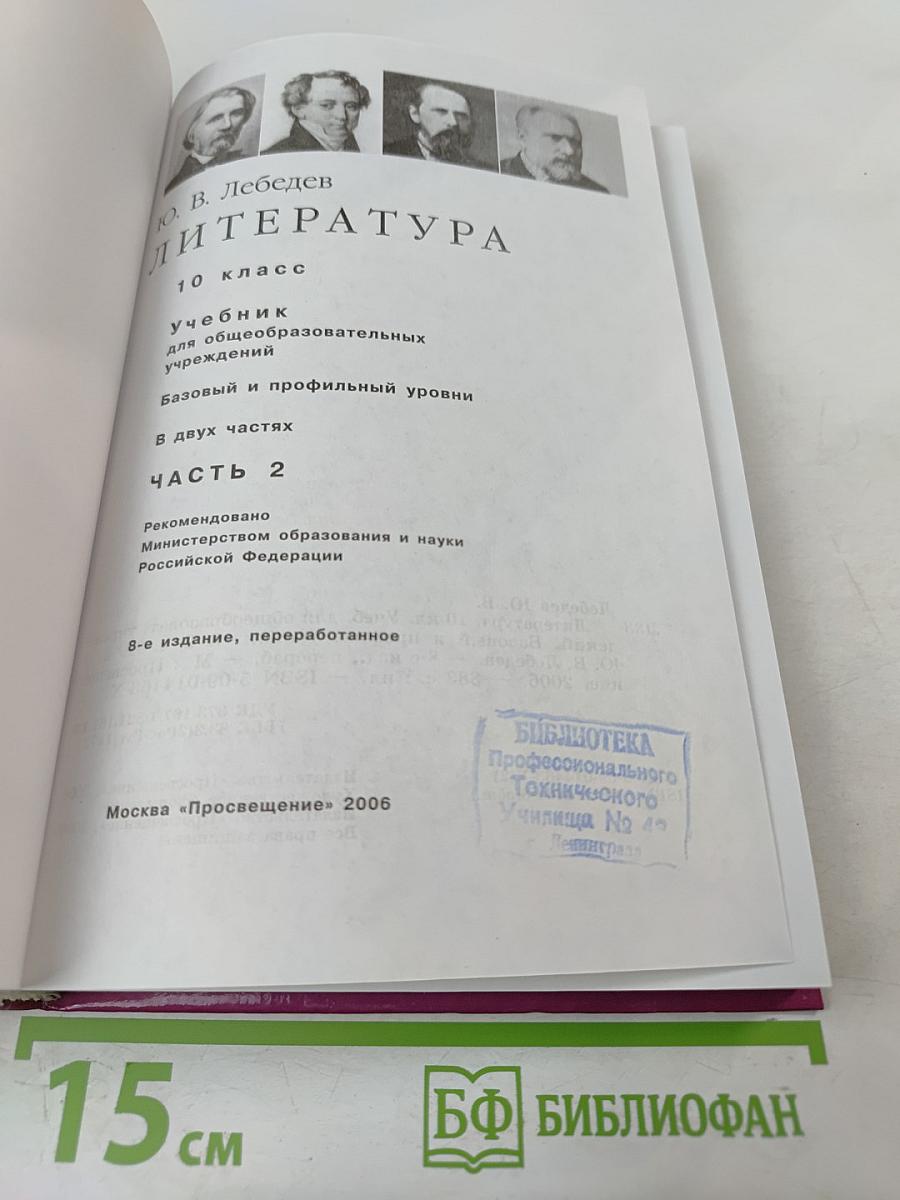 Ю. В. Лебедев
ЛИТЕРАТУРА
10 класс
Учебник
для общеобразовательных
учреждений
Базовый и профильный уровни
В двух частях
ЧАСТЬ 2
Рекомендовано
Министерством образования и науки
Российской Федерации
8-е издание, переработанное
Москва «Просвещение» 2006
БИБЛИОТЕКА
Профессионального
Технического
Училища №
Ленинграда
15 см
БФ БИБЛИОФАН